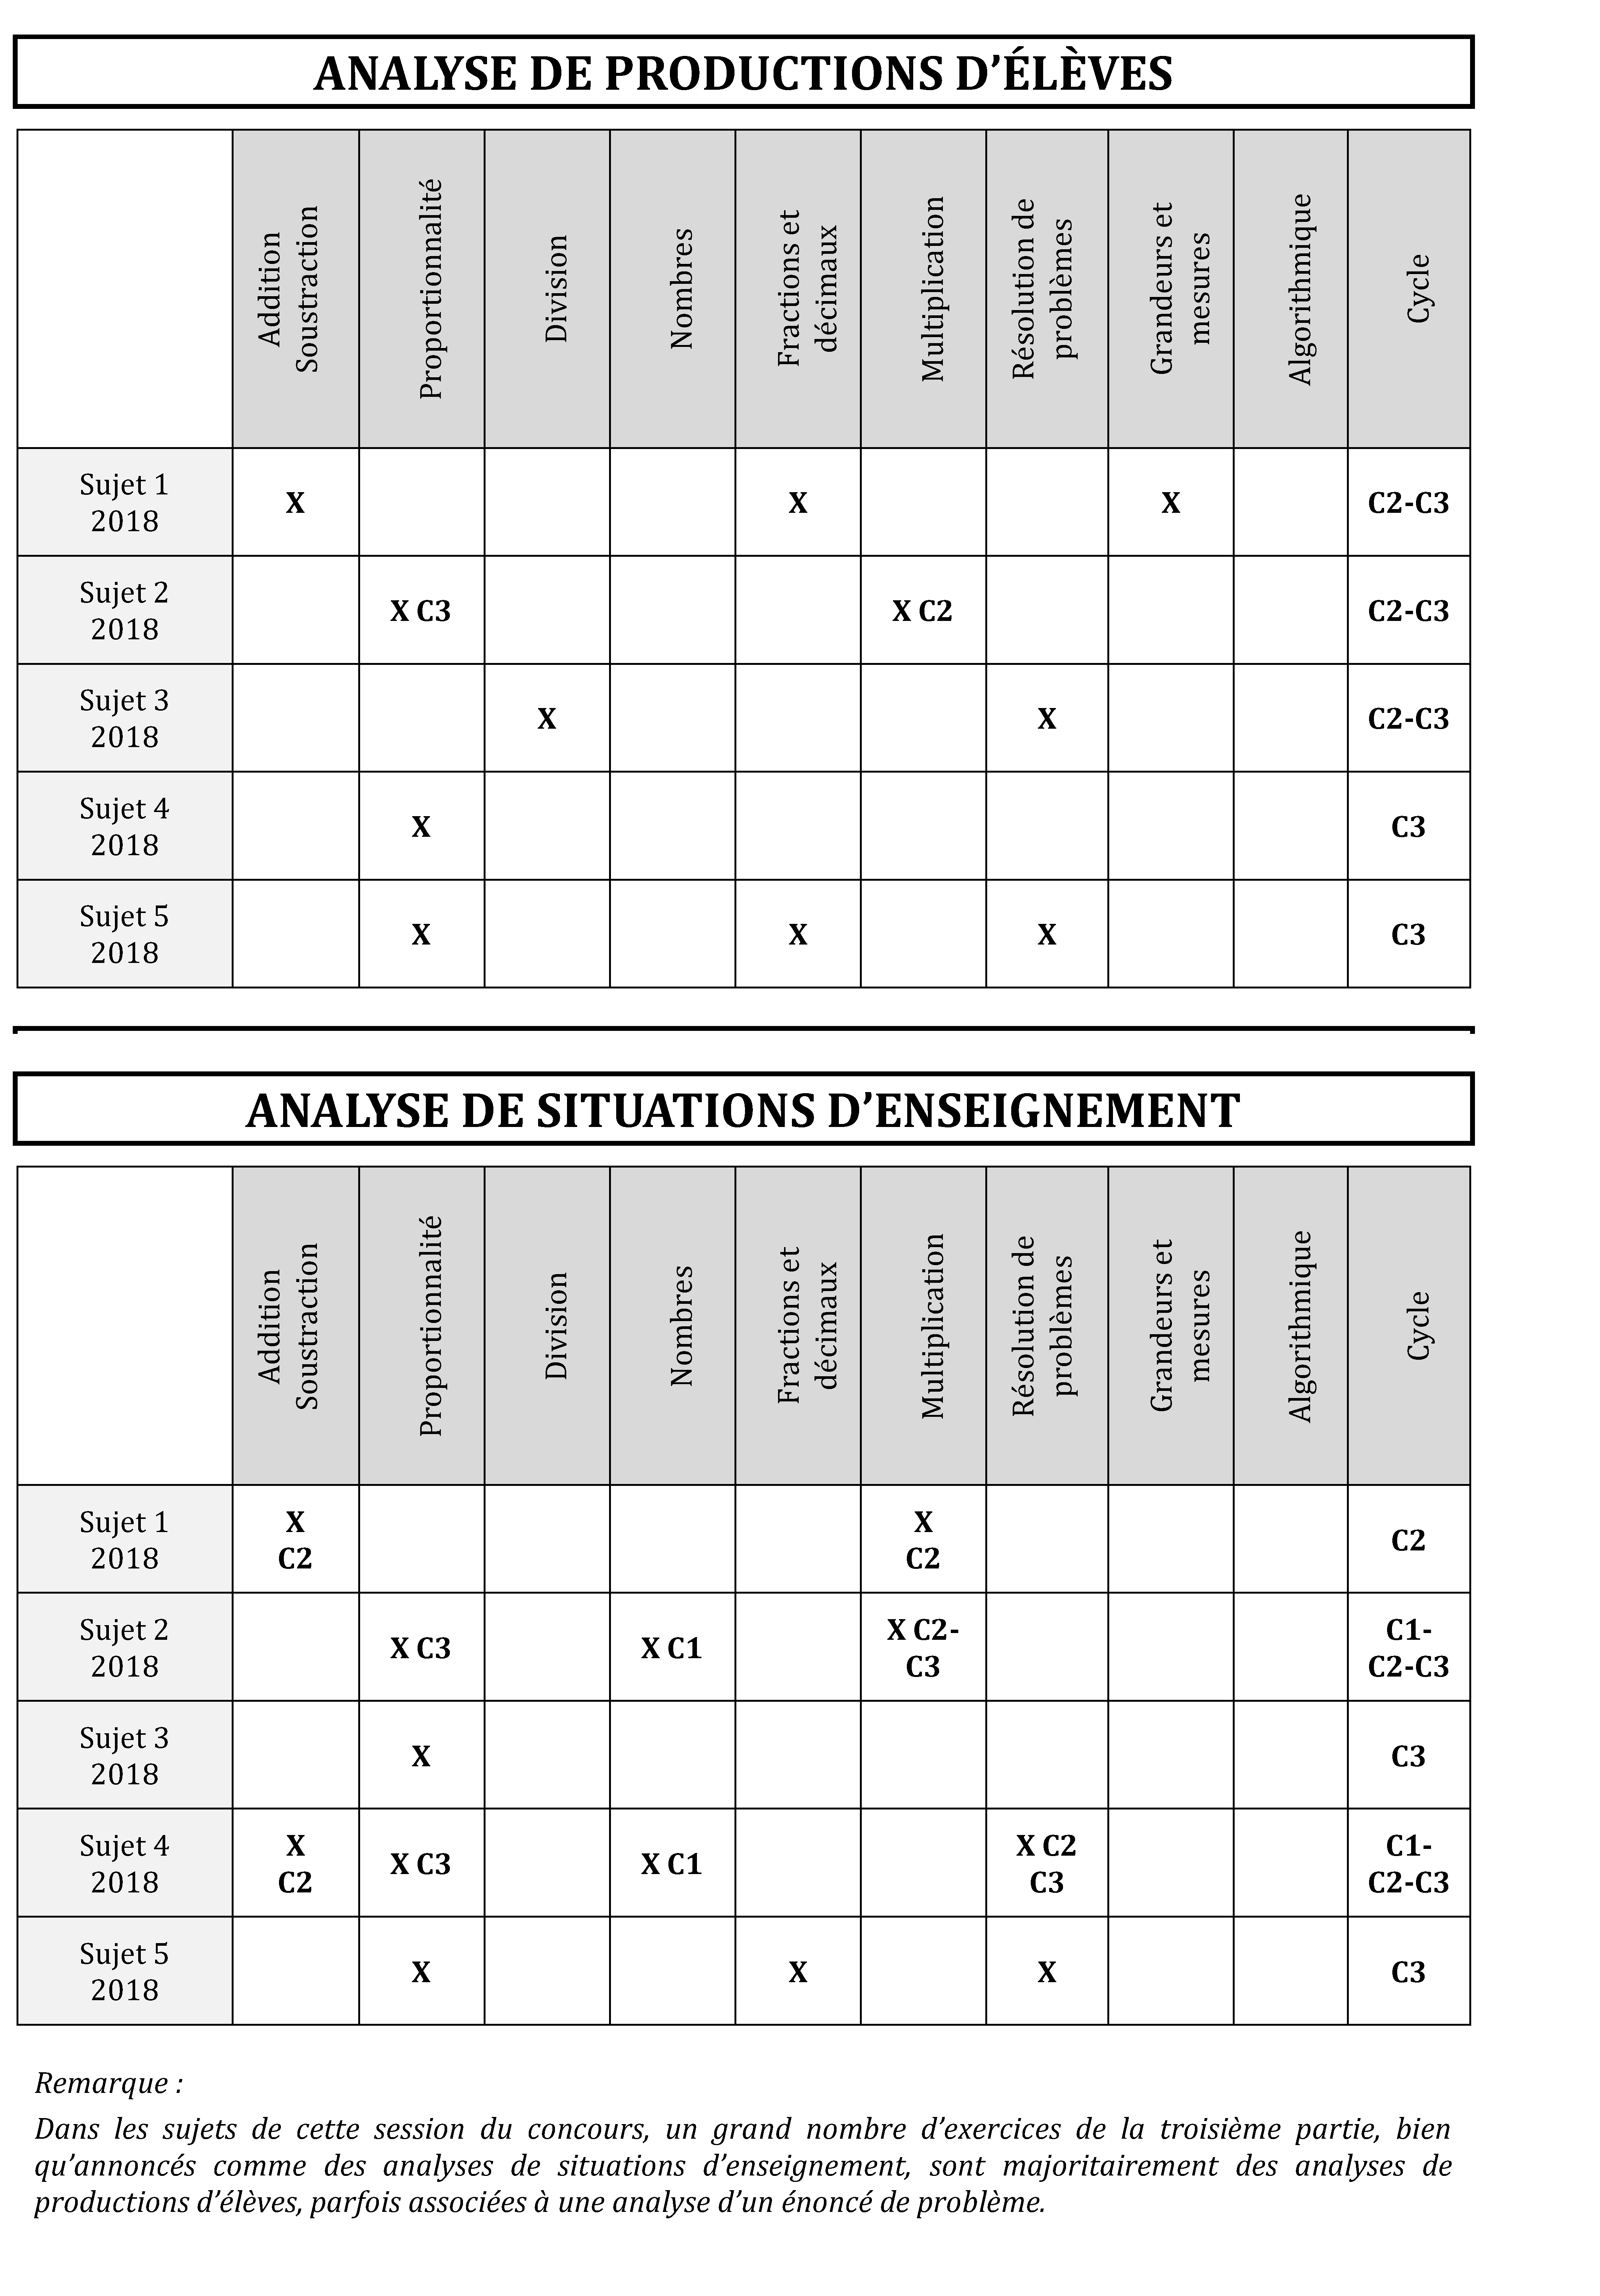 ANALYSE DE PRODUCTIONS D’ÉLÈVES
Addition
Soustraction
Proportionnalité
Division
Nombres
Fractions et
décimaux
Multiplication
Résolution de
problèmes
Grandeurs et
mesures
Algorithmique
Cycle
Sujet 1
2018
X
X
X
C2-C3
Sujet 2
2018
X C3
X C2
C2-C3
Sujet 3
2018
X
X
C2-C3
Sujet 4
2018
X
C3
Sujet 5
2018
X
X
X
C3
ANALYSE DE SITUATIONS D’ENSEIGNEMENT
Addition
Soustraction
Proportionnalité
Division
Nombres
Fractions et
décimaux
Multiplication
Résolution de
problèmes
Grandeurs et
mesures
Algorithmique
Cycle
Sujet 1
2018
X
C2
X
C2
C2
Sujet 2
2018
X C3
X C1
X C2-
C3
C1-
C2-C3
Sujet 3
2018
X
C3
Sujet 4
2018
X
C2
X C3
X C1
X C2
C3
C1-
C2-C3
Sujet 5
2018
X
X
X
C3
Remarque :
Dans les sujets de cette session du concours, un grand nombre d’exercices de la troisième partie, bien
qu’annoncés comme des analyses de situations d’enseignement, sont majoritairement des analyses de
productions d’élèves, parfois associées à une analyse d’un énoncé de problème.